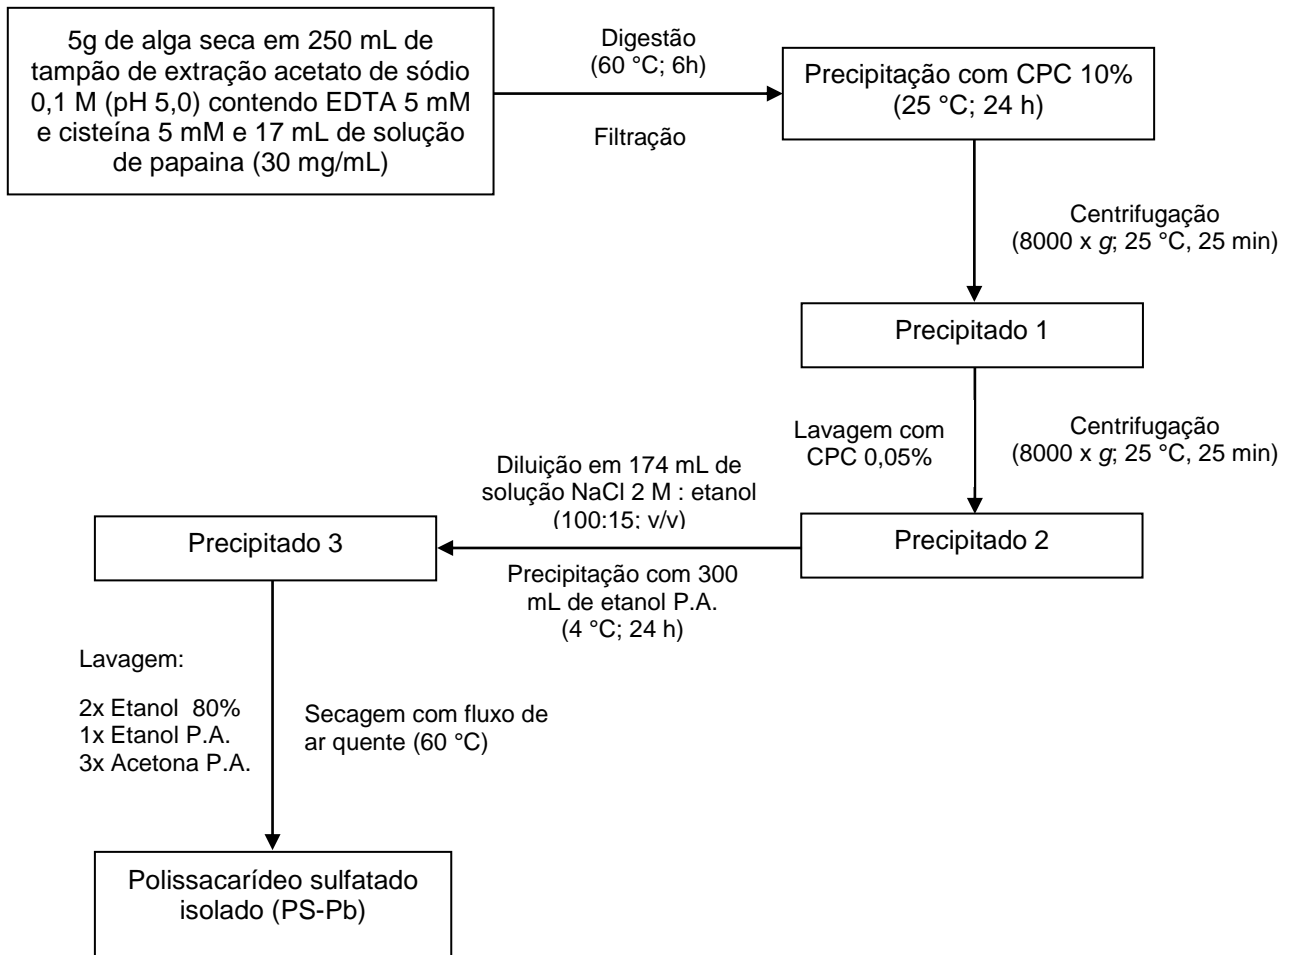 5g de alga seca em 250 mL de
tampão de extração acetato de sódio
0,1 M (pH 5,0) contendo EDTA 5 mM
e cisteína 5 mM e 17 mL de solução
de papaina (30 mg/mL)
Digestão
(60 °C; 6h)
Filtração
Precipitação com CPC 10%
(25 °C; 24 h)
Centrifugação
(8000 x g; 25 °C, 25 min)
Precipitado 1
Lavagem com
CPC 0,05%
Centrifugação
(8000 x g; 25 °C, 25 min)
Precipitado 2
Diluição em 174 mL de
solução NaCl 2 M : etanol
(100:15; v/v)
Precipitação com 300
mL de etanol P.A.
(4 °C; 24 h)
Precipitado 3
Lavagem:
2x Etanol 80%
1x Etanol P.A.
3x Acetona P.A.
Secagem com fluxo de
ar quente (60 °C)
Polissacarídeo sulfatado
isolado (PS-Pb)